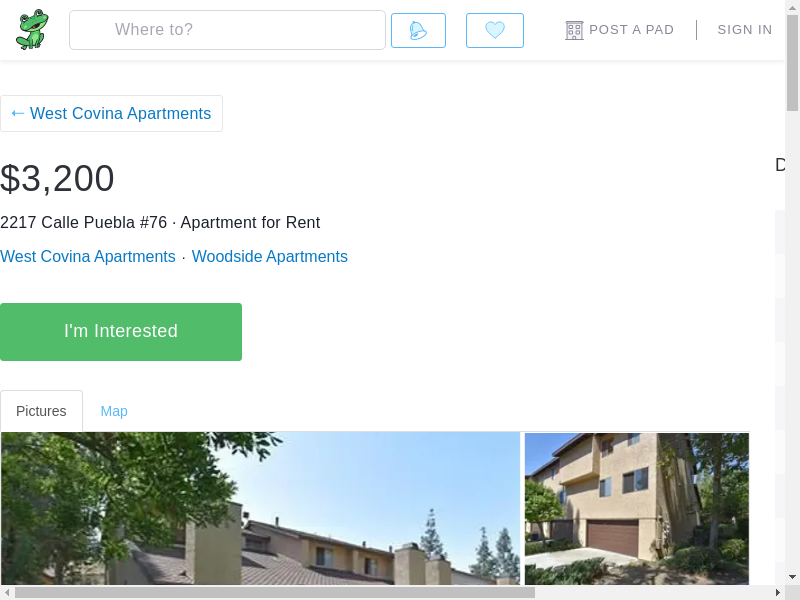 Where to?
POST A PAD
SIGN IN
← West Covina Apartments
$3,200
D
2217 Calle Puebla #76 · Apartment for Rent
West Covina Apartments · Woodside Apartments
I'm Interested
Pictures
Map